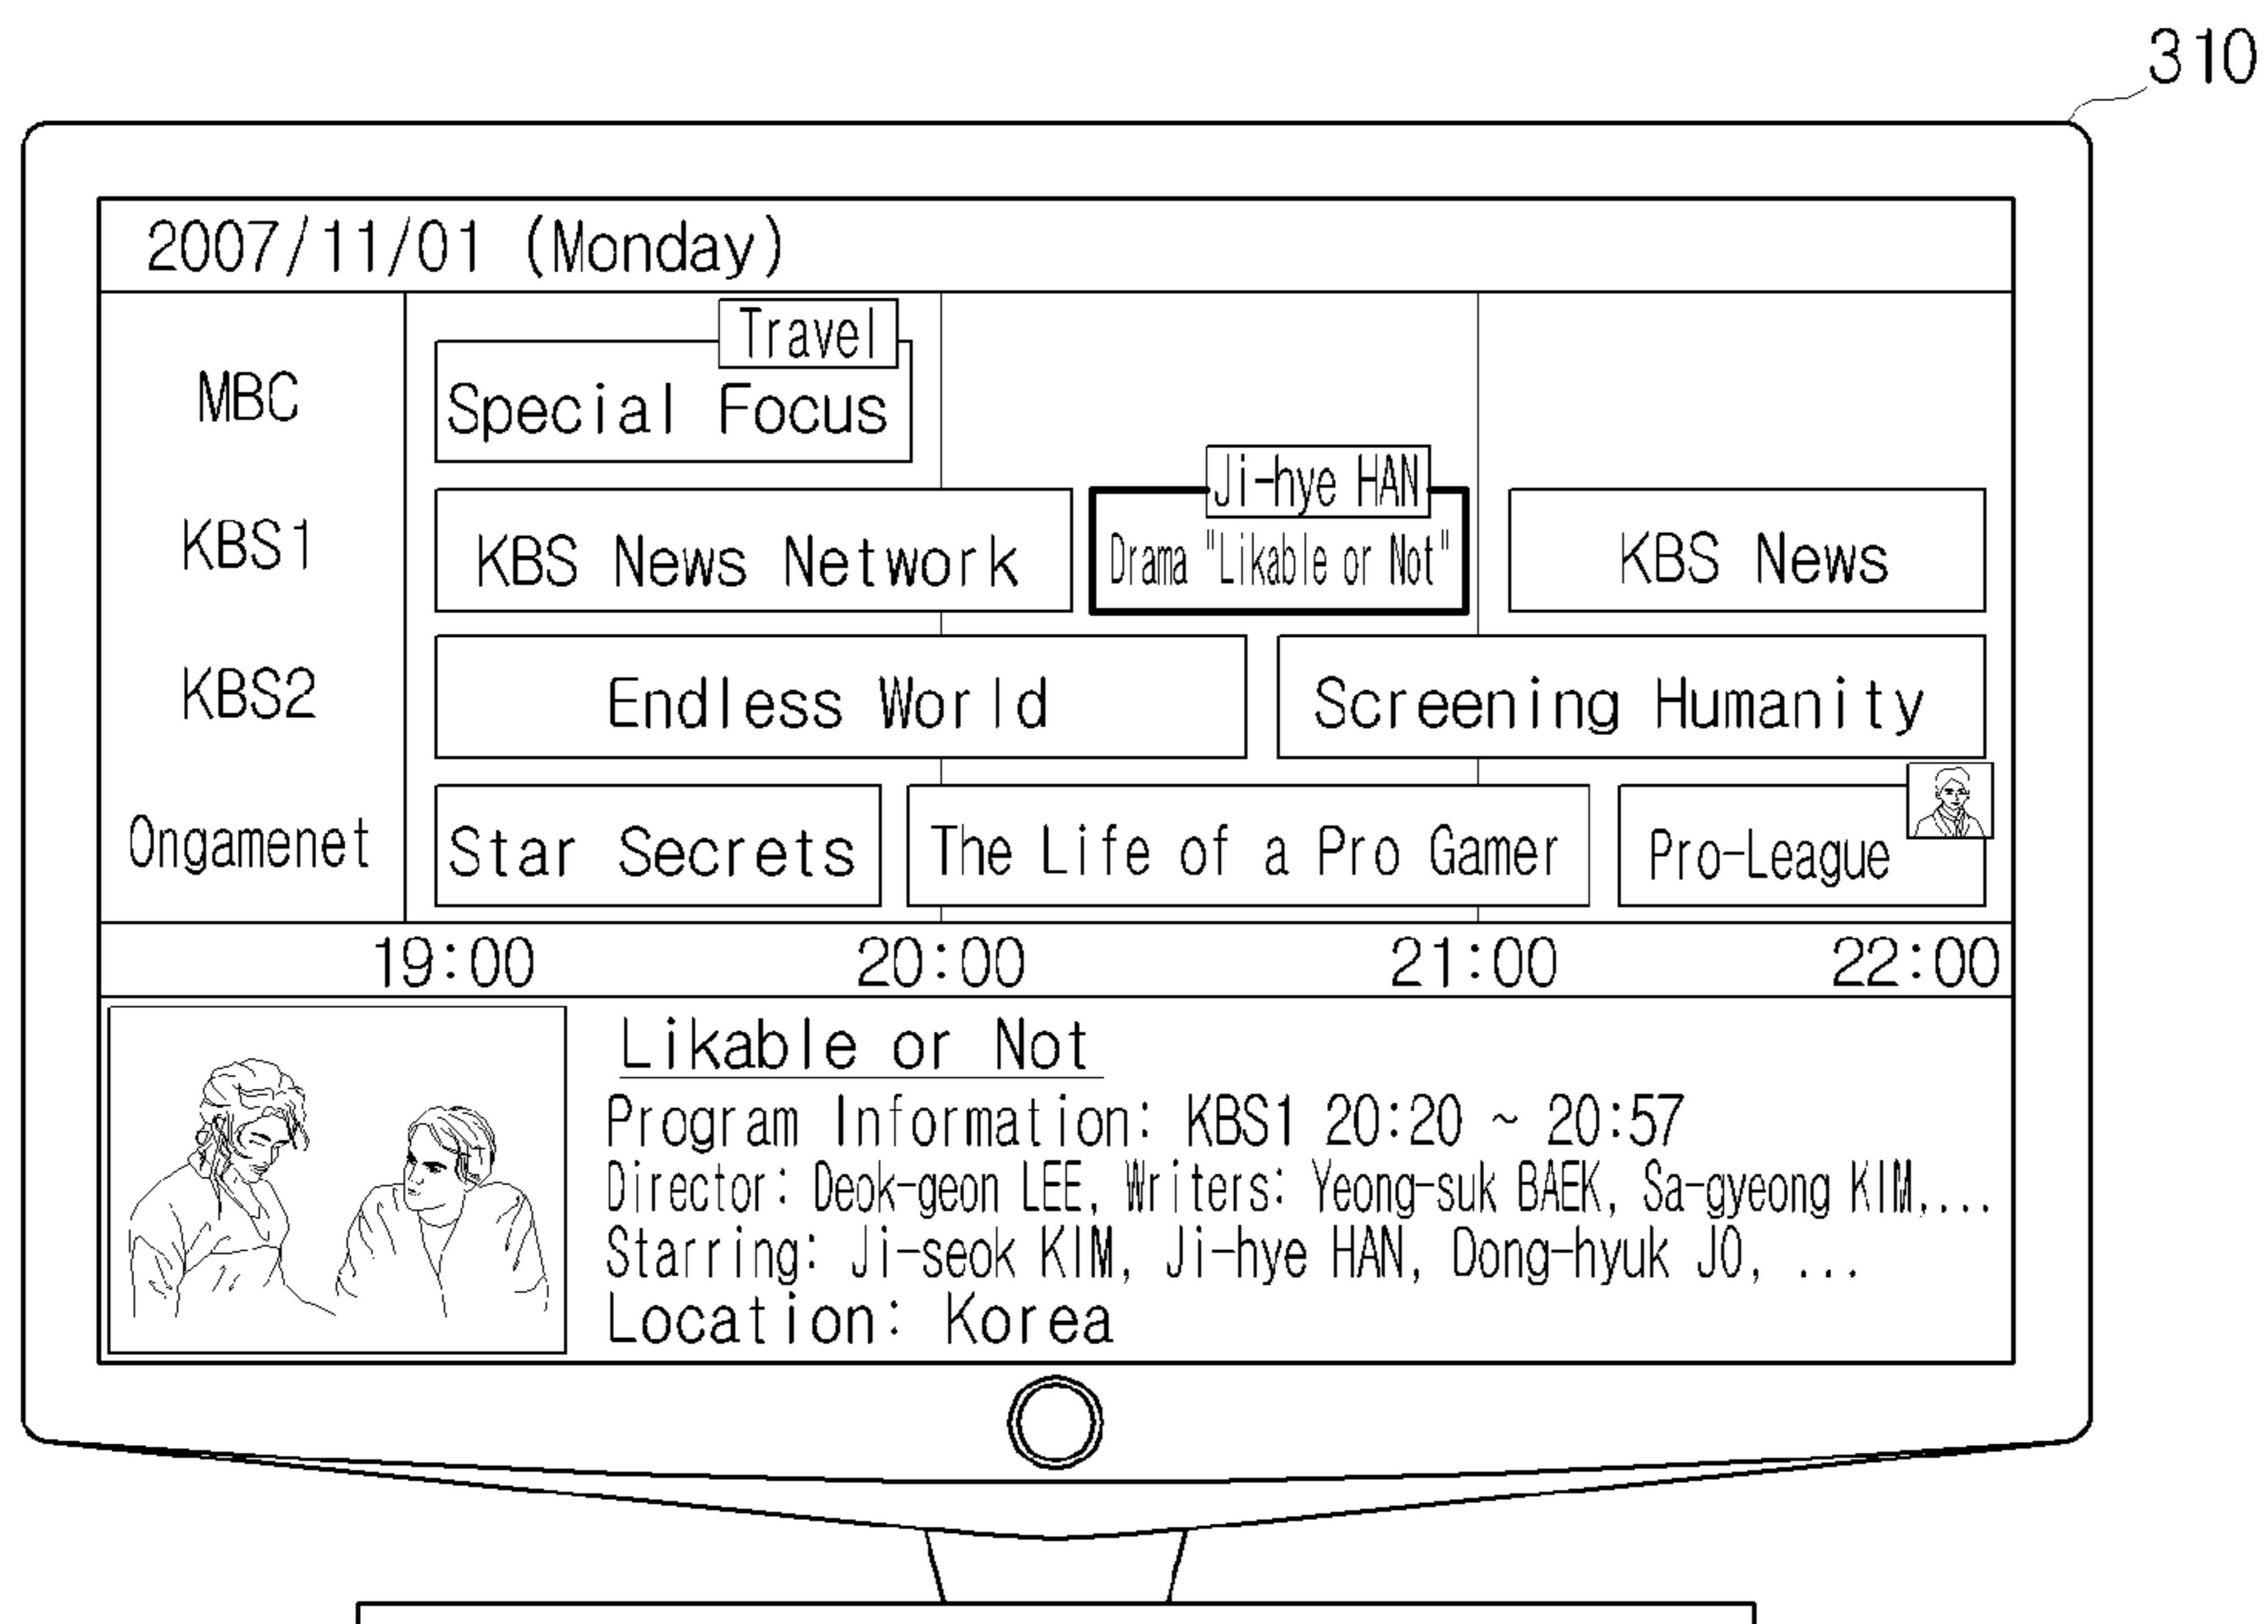 310
2007/11/01 (Monday)
Travel
MBC
Special Focus
Ji-hye HAN
KBS1
KBS News Network
Drama "Likable or Not"
KBS News
KBS2
Endless World
Screening Humanity
Ongamenet
Star Secrets
The Life of a Pro Gamer
Pro-League
19:00
20:00
21:00
22:00
Likable or Not
Program Information: KBS1 20:20 ~ 20:57
Director: Deok-geon LEE, Writers: Yeong-suk BAEK, Sa-gyeong KIM,...
Starring: Ji-seok KIM, Ji-hye HAN, Dong-hyuk JO, ...
Location: Korea